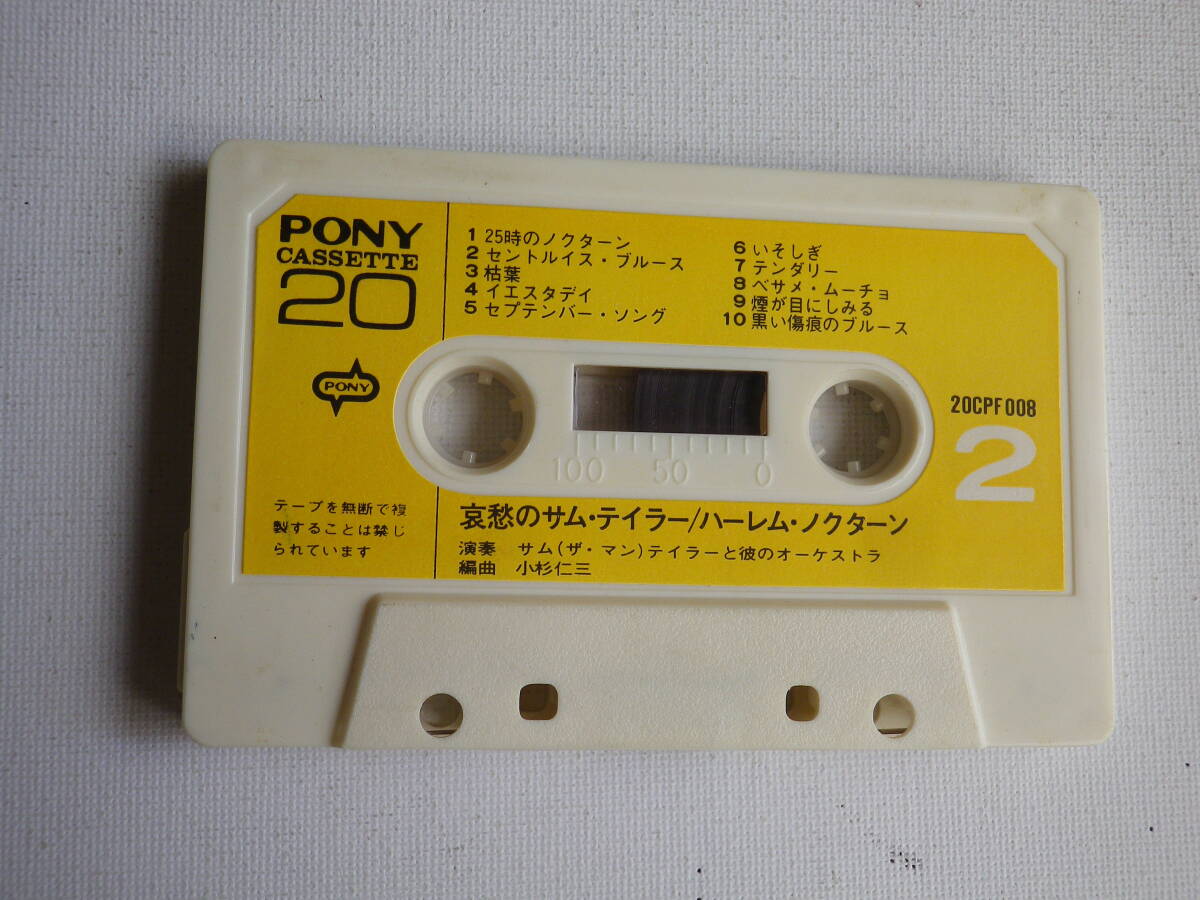 PONY
CASSETTE
20
PONY
1 25時のノクターン
2 セントルイス・ブルース
3 枯葉
4 イエスタデイ
5 セプテンバー・ソング
6 いそしぎ
7 テンダリー
8 ベサメ・ムーチョ
9 煙が目にしみる
10 黒い傷痕のブルース
100 50 0
20CPF008
2
テープを無断で複
製することは禁じ
られています
哀愁のサム・テイラー/ハーレム・ノクターン
演奏 サム(ザ・マン)テイラーと彼のオーケストラ
編曲 小杉仁三